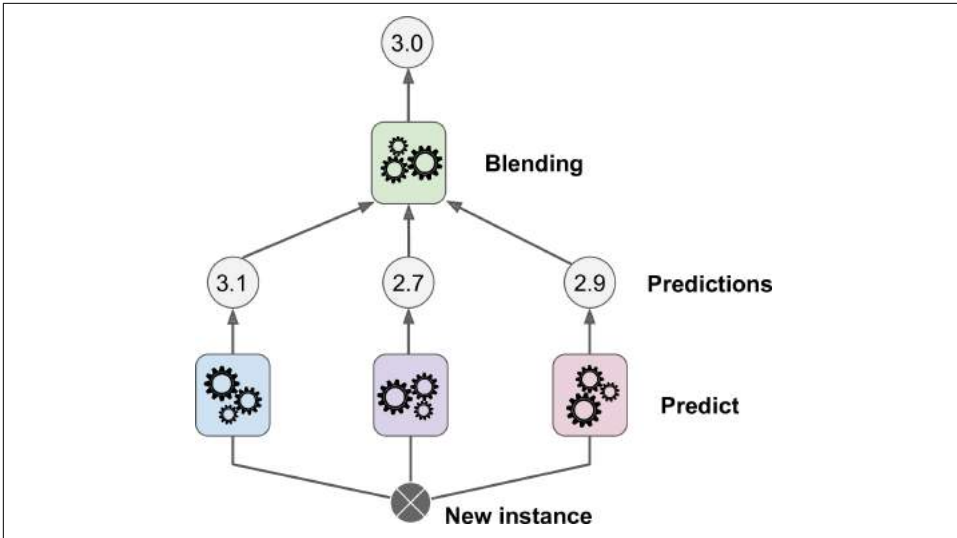 3.0
Blending
3.1
2.7
2.9
Predictions
Predict
New instance